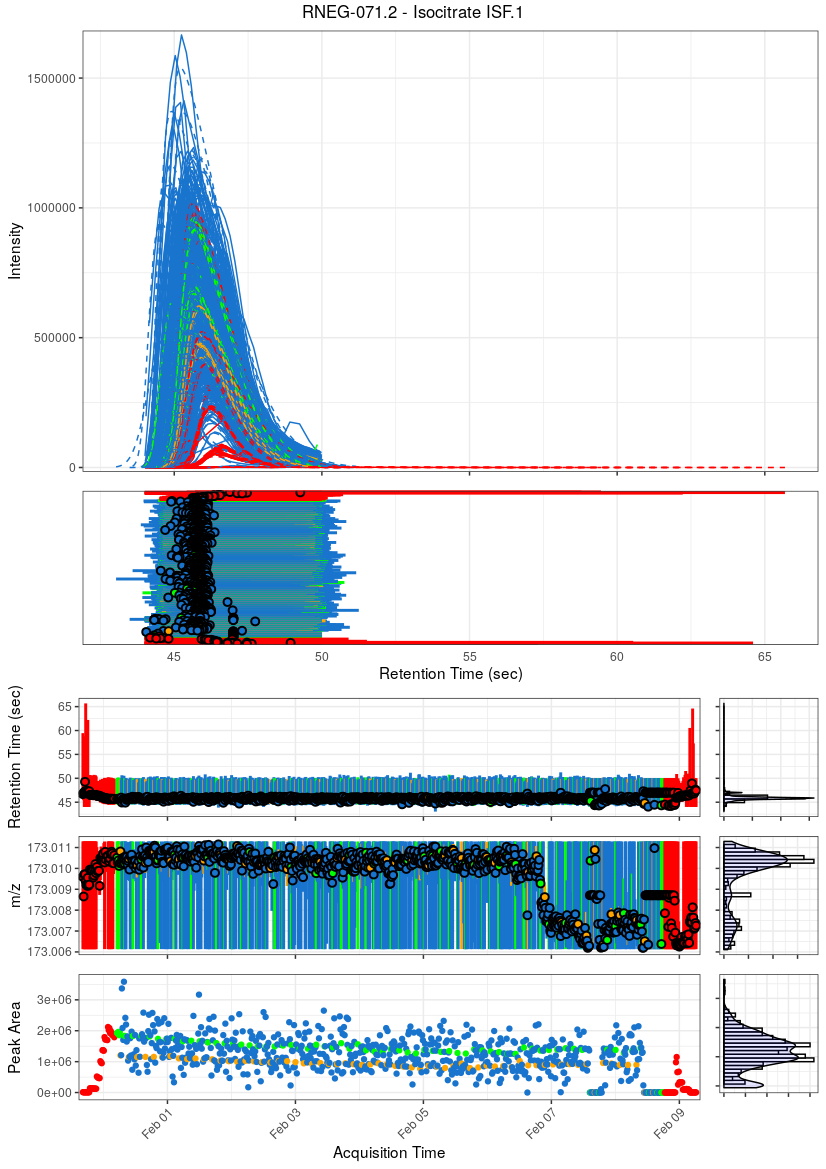 RNEG-071.2 - Isocitrate ISF.1
Intensity
1500000
1000000
500000
0
45 50 55 60 65
Retention Time (sec)
Retention Time (sec)
65
60
55
50
45
m/z
173.011
173.010
173.009
173.008
173.007
173.006
Peak Area
3e+06
2e+06
1e+06
0e+00
Feb 01 Feb 03 Feb 05 Feb 07 Feb 09
Acquisition Time